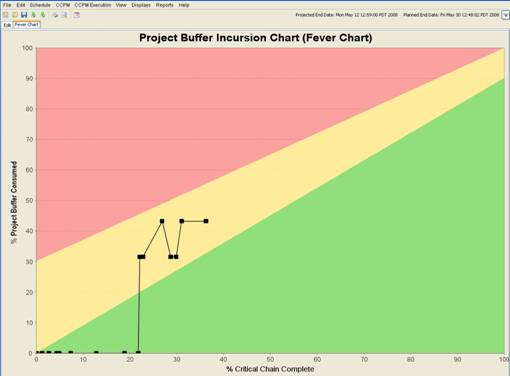 File Edit Schedule CCPM CCPM Execution View Displays Reports Help
Projected End Date: Mon May 12 12:59:00 PDT 2008 Planned End Date: Fri May 30 12:49:02 PDT 2008
Edit Fever Chart
Project Buffer Incursion Chart (Fever Chart)
% Project Buffer Consumed
100
90
80
70
60
50
40
30
20
10
0
0 10 20 30 40 50 60 70 80 90 100
% Critical Chain Complete